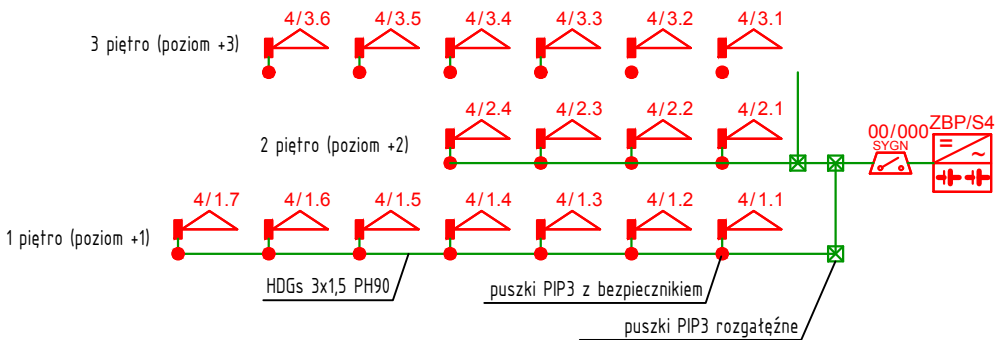 4/3.6 4/3.5 4/3.4 4/3.3 4/3.2 4/3.1
3 piętro (poziom +3)
4/2.4 4/2.3 4/2.2 4/2.1
2 piętro (poziom +2)
00/000 ZBP/S4
SYGN
4/1.7 4/1.6 4/1.5 4/1.4 4/1.3 4/1.2 4/1.1
1 piętro (poziom +1)
HDGs 3x1,5 PH90
puszki PIP3 z bezpiecznikiem
puszki PIP3 rozgałęźne